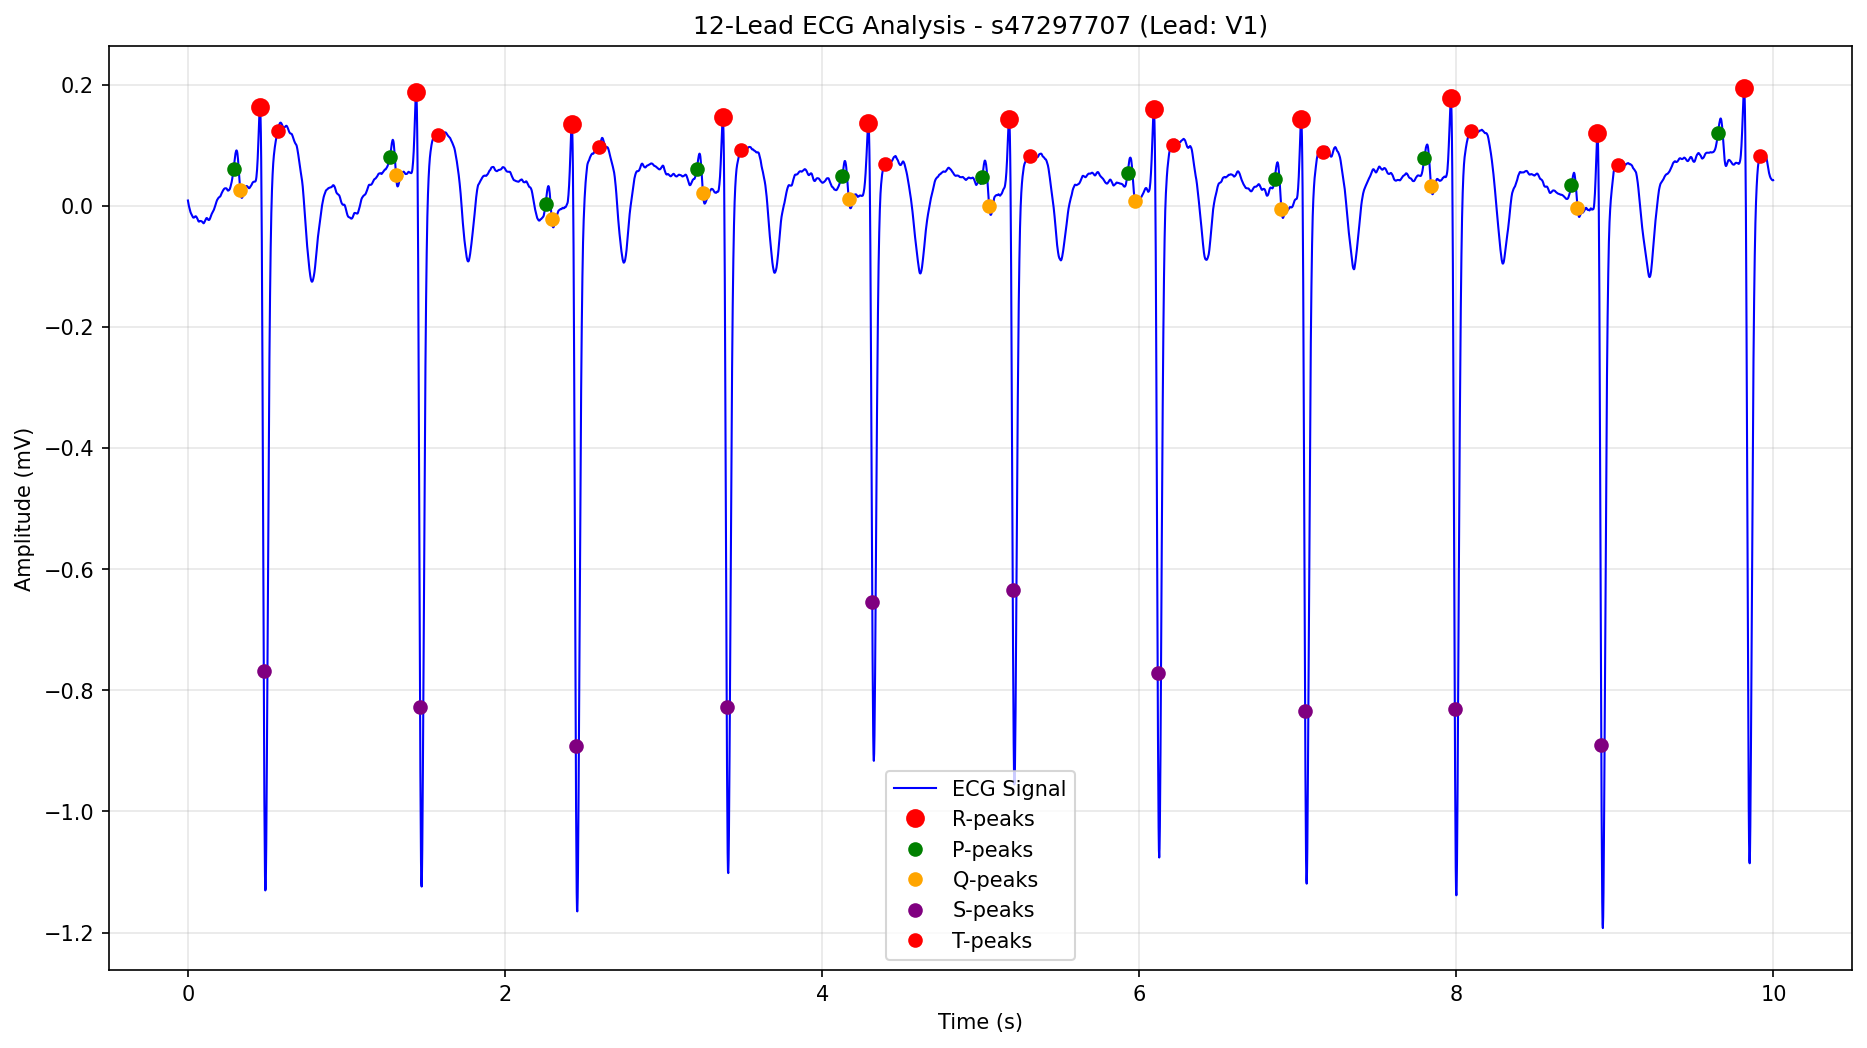 12-Lead ECG Analysis - s47297707 (Lead: V1)
Amplitude (mV)
0.2
0.0
−0.2
−0.4
−0.6
−0.8
−1.0
−1.2
ECG Signal
R-peaks
P-peaks
Q-peaks
S-peaks
T-peaks
0 2 4 6 8 10
Time (s)